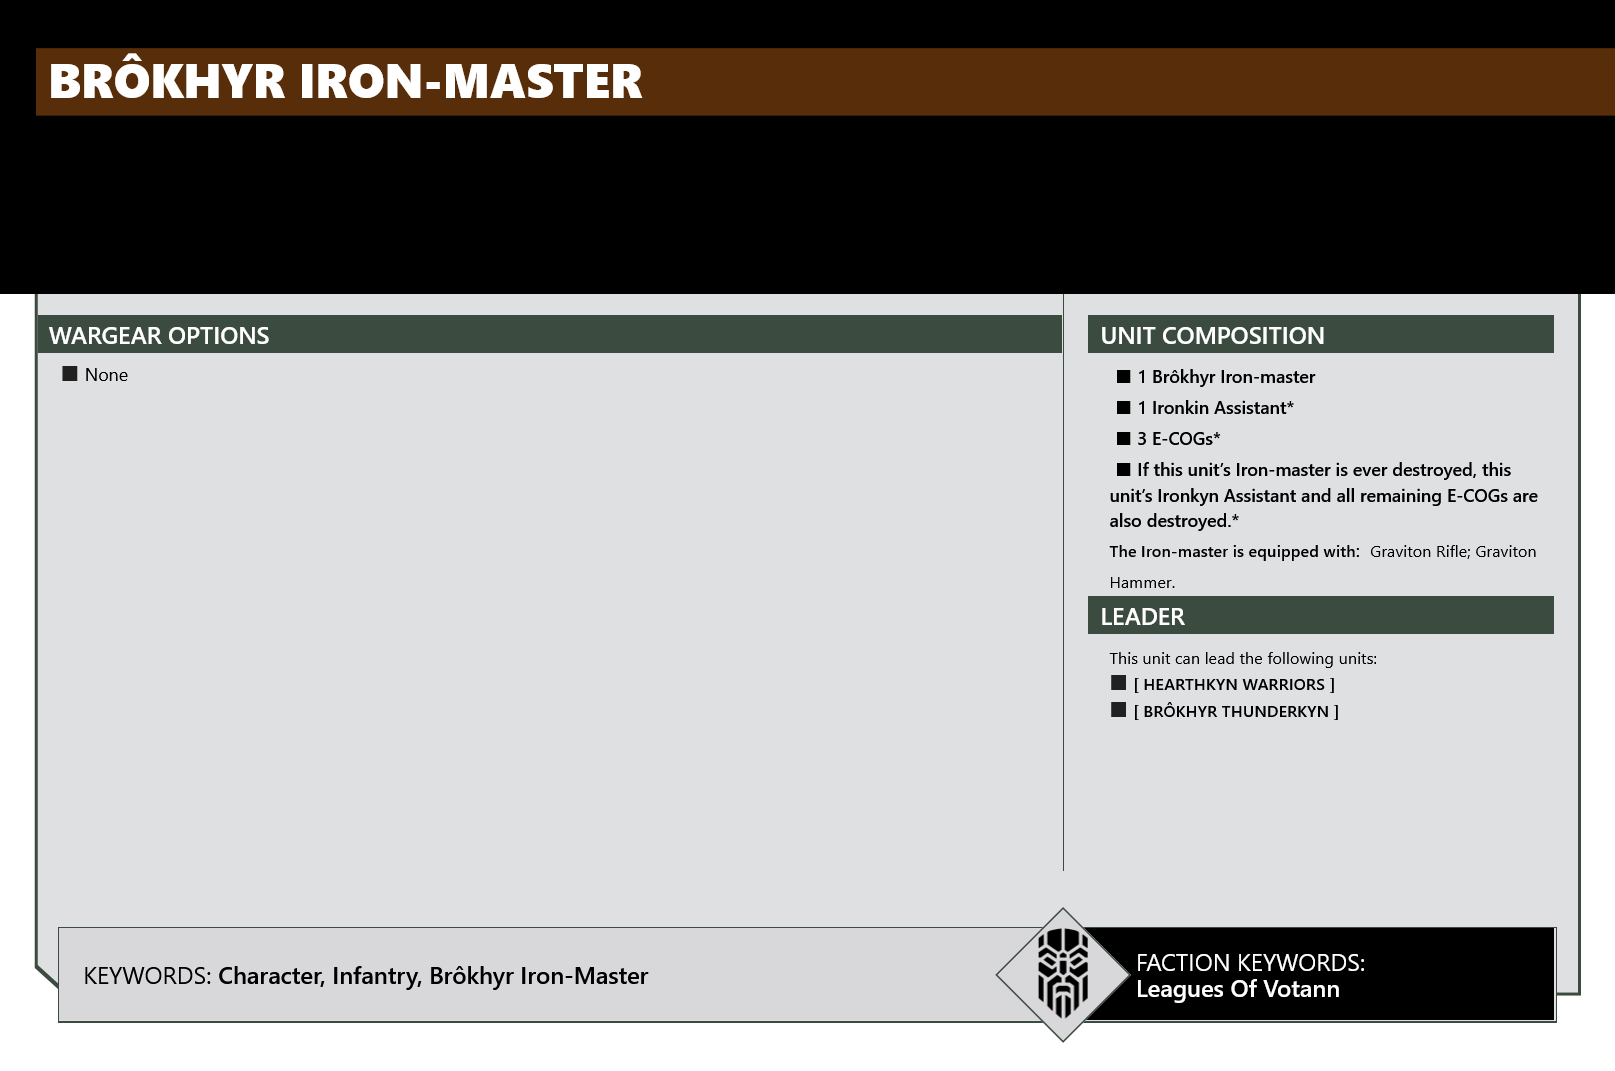 BRÔKHYR IRON-MASTER
WARGEAR OPTIONS
■ None
UNIT COMPOSITION
■ 1 Brôkhyr Iron-master
■ 1 Ironkin Assistant*
■ 3 E-COGs*
■ If this unit’s Iron-master is ever destroyed, this
unit’s Ironkyn Assistant and all remaining E-COGs are
also destroyed.*
The Iron-master is equipped with: Graviton Rifle; Graviton
Hammer.
LEADER
This unit can lead the following units:
■ [ HEARTHKYN WARRIORS ]
■ [ BRÔKHYR THUNDERKYN ]
KEYWORDS: Character, Infantry, Brôkhyr Iron-Master
FACTION KEYWORDS:
Leagues Of Votann